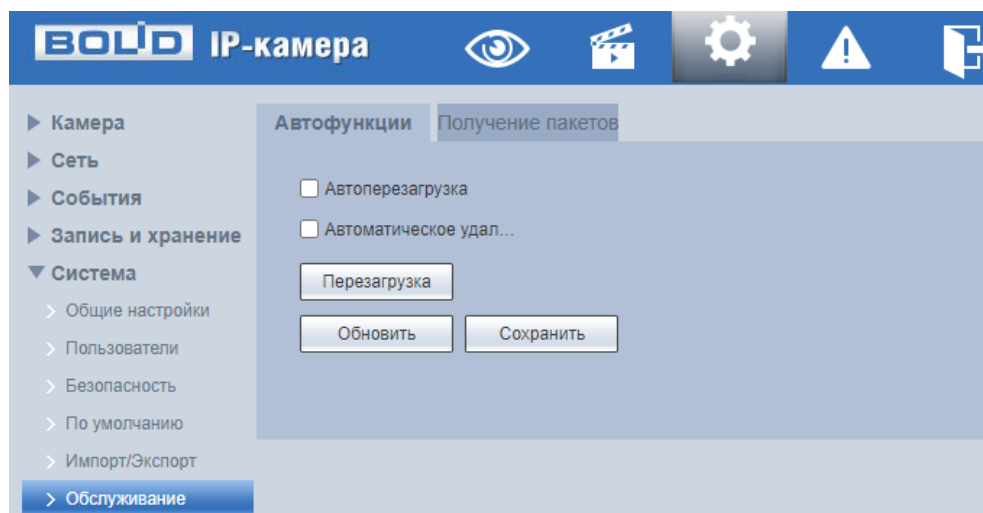 BOLID IP-камера
Камера
Сеть
События
Запись и хранение
Система
Общие настройки
Пользователи
Безопасность
По умолчанию
Импорт/Экспорт
Обслуживание
Автофункции
Получение пакетов
Автоперезагрузка
Автоматическое удал...
Перезагрузка
Обновить
Сохранить